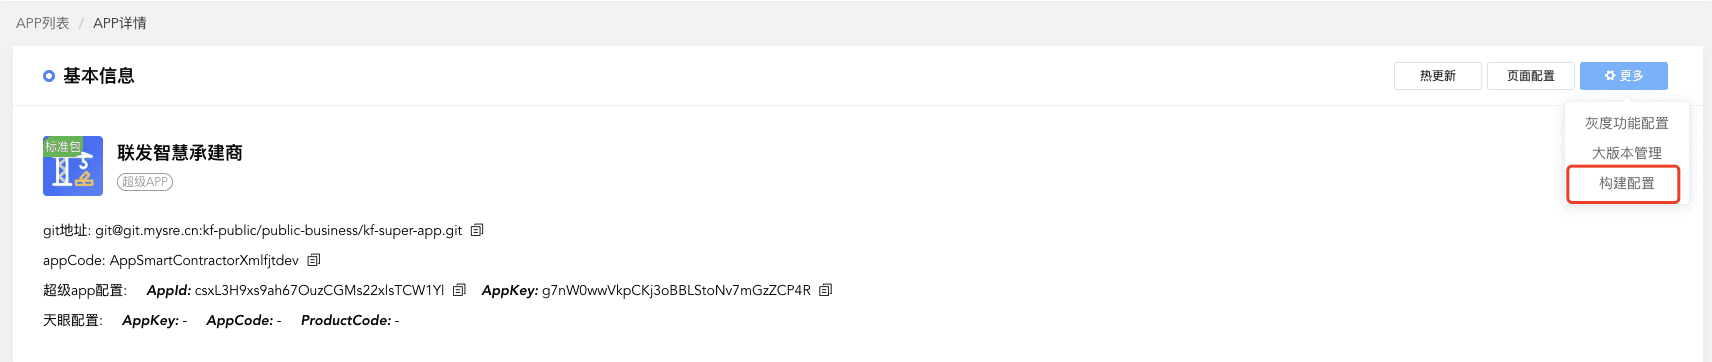 APP列表 / APP详情
基本信息
热更新 页面配置 更多
灰度功能配置
大版本管理
构建配置
标准包
联发智慧承建商
超级APP
git地址: git@git.mysre.cn:kf-public/public-business/kf-super-app.git
appCode: AppSmartContractorXmlfjtdev
超级app配置: AppId: csxL3H9xs9ah67OuzCGMs22xlsTCW1Yl AppKey: g7nW0wwVkpCKj3oBBLStoNv7mGzZCP4R
天眼配置: AppKey: - AppCode: - ProductCode: -